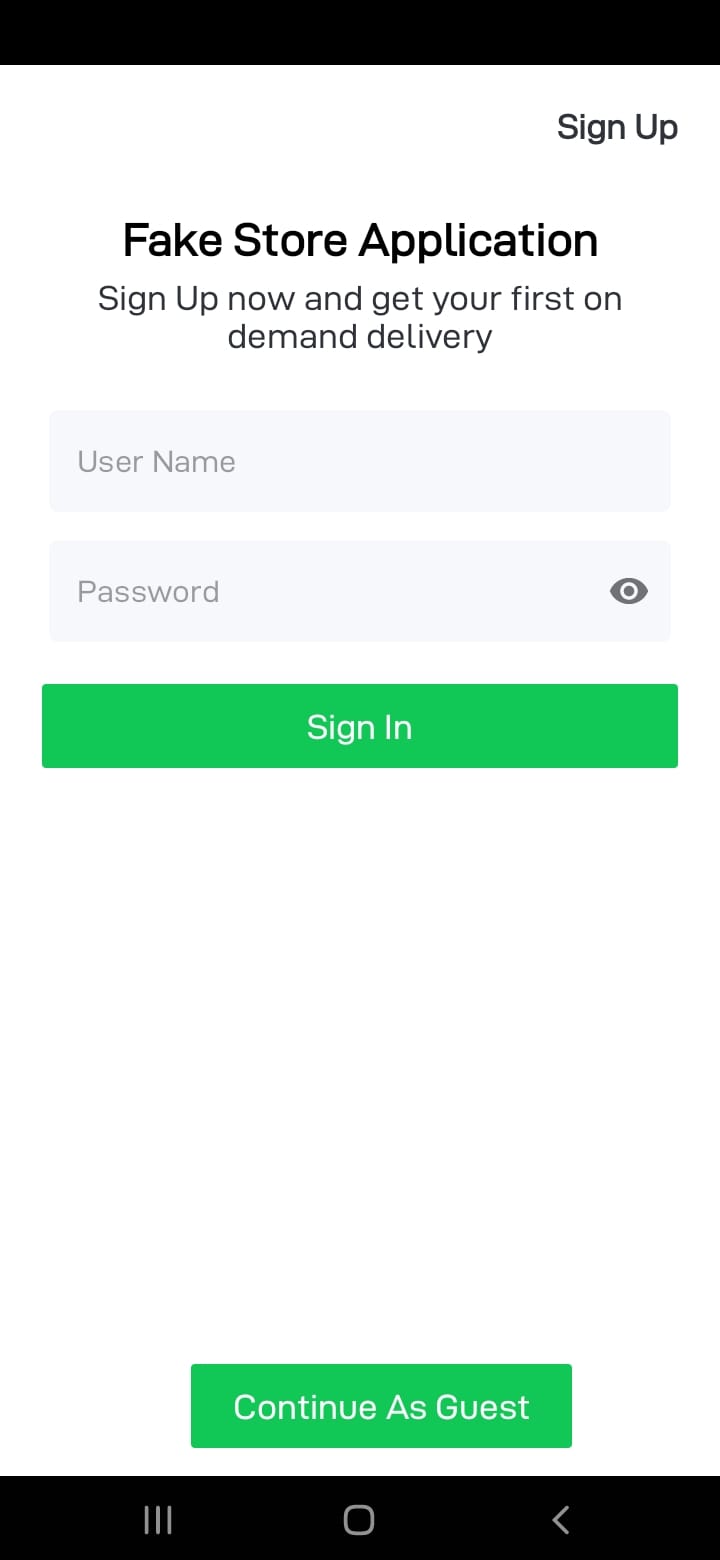 Sign Up
Fake Store Application
Sign Up now and get your first on
demand delivery
User Name
Password
Sign In
Continue As Guest